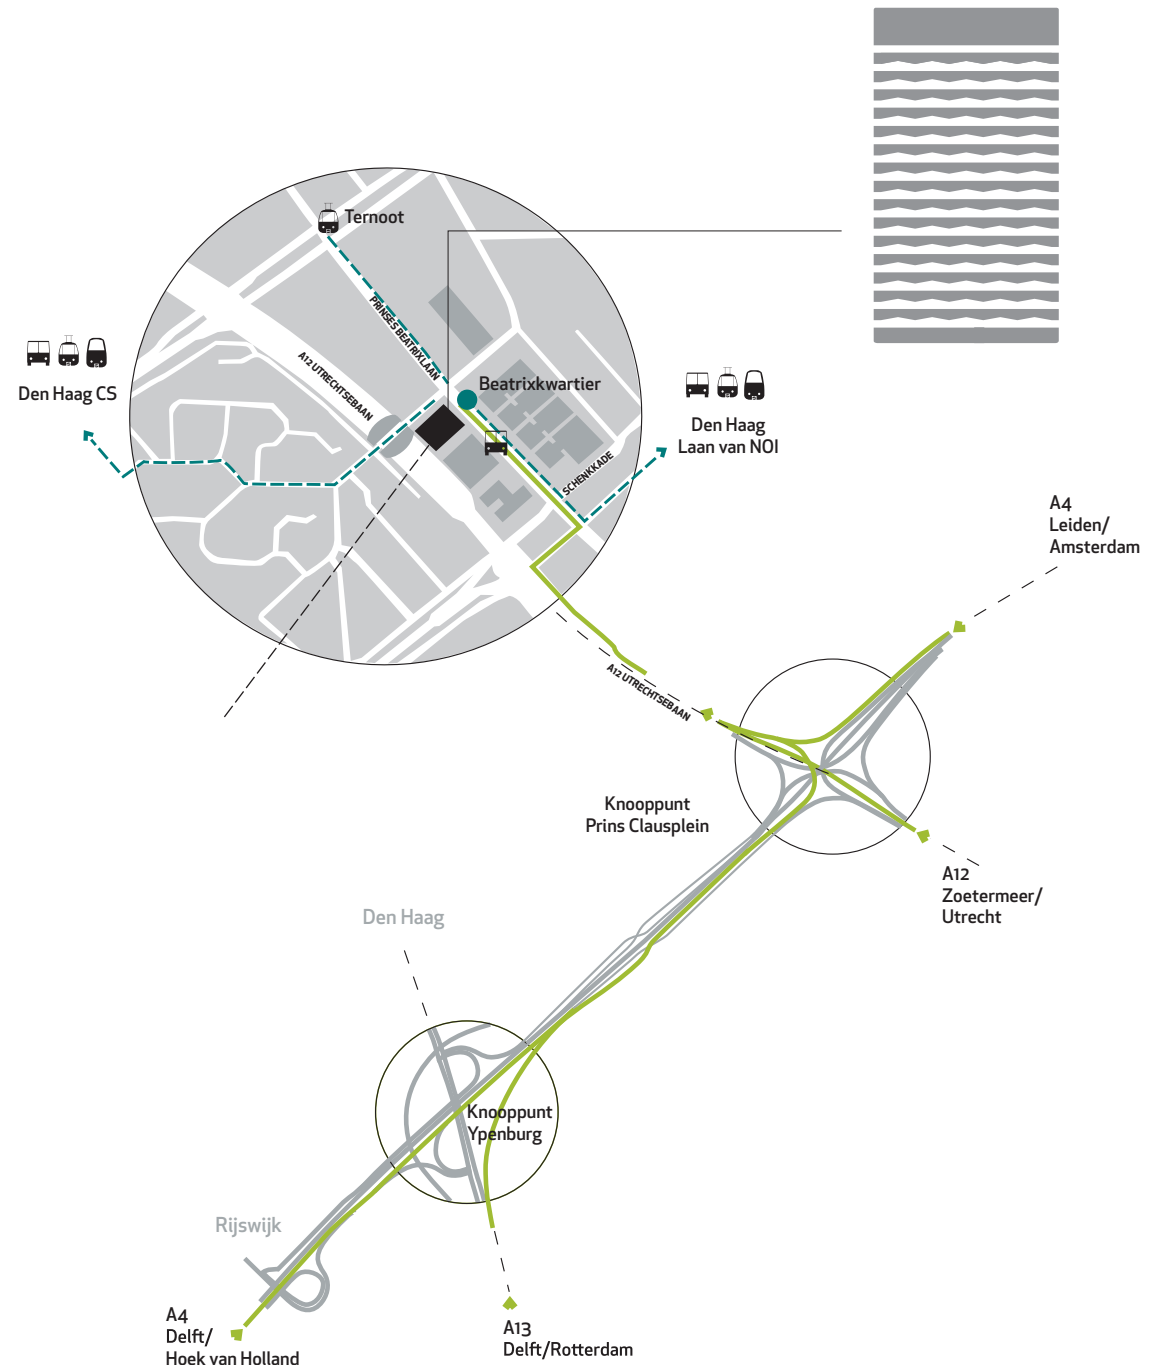 Ternoot
PRINSES BEATRIXLAAN
A12 UTRECHTSEBAAN
Den Haag CS
Beatrixkwartier
Den Haag
Laan van NOI
SCHENKKADE
A4
Leiden/
Amsterdam
A12 UTRECHTSEBAAN
Knooppunt
Prins Clausplein
A12
Zoetermeer/
Utrecht
Den Haag
Knooppunt
Ypenburg
Rijswijk
A4
Delft/
Hoek van Holland
A13
Delft/Rotterdam